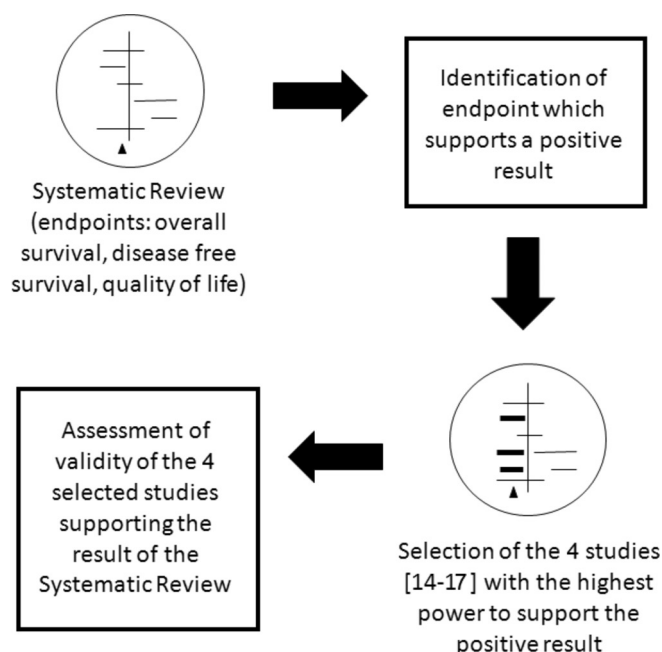 Systematic Review
(endpoints: overall
survival, disease free
survival, quality of life)
Identification of
endpoint which
supports a positive
result
Selection of the 4 studies
[14-17] with the highest
power to support the
positive result
Assessment of
validity of the 4
selected studies
supporting the
result of the
Systematic Review